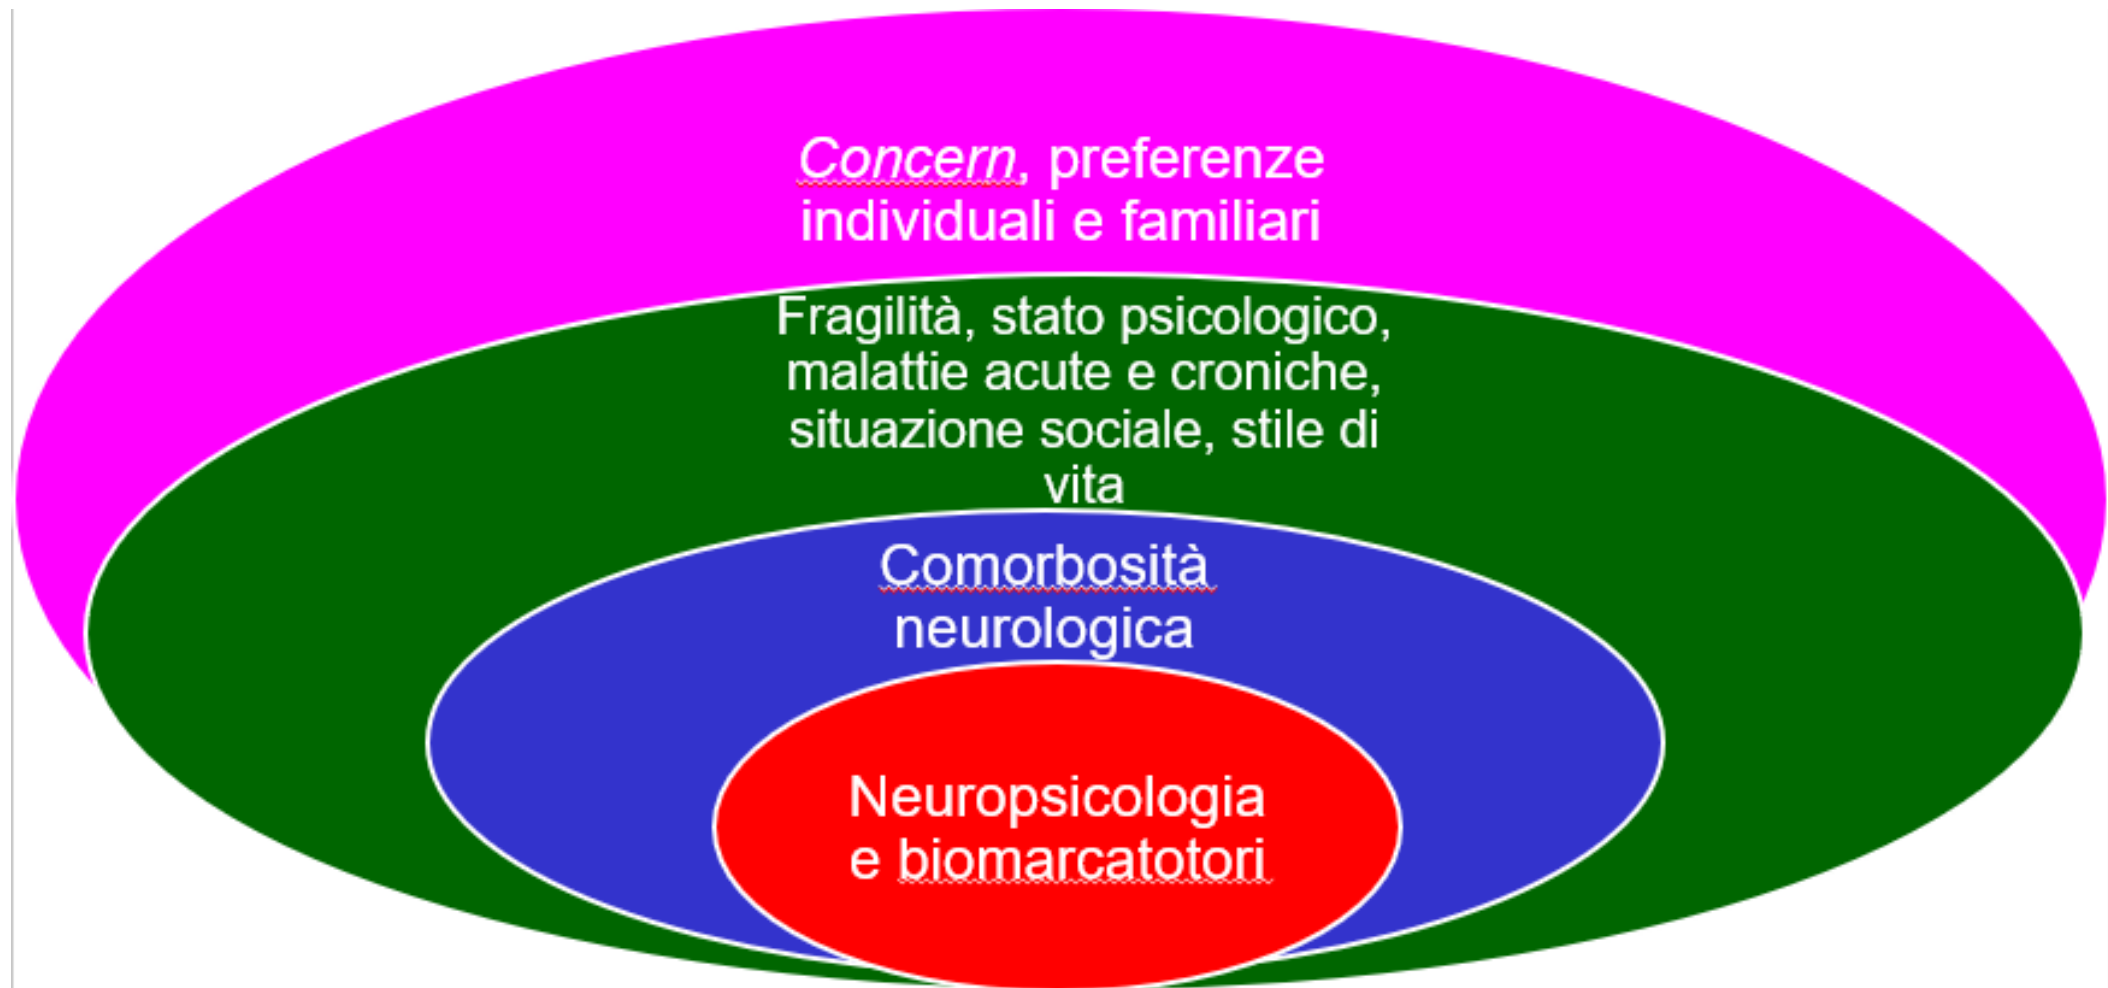 Concern, preferenze
individuali e familiari
Fragilità, stato psicologico,
malattie acute e croniche,
situazione sociale, stile di
vita
Comorbosità
neurologica
Neuropsicologia
e biomarcatotori